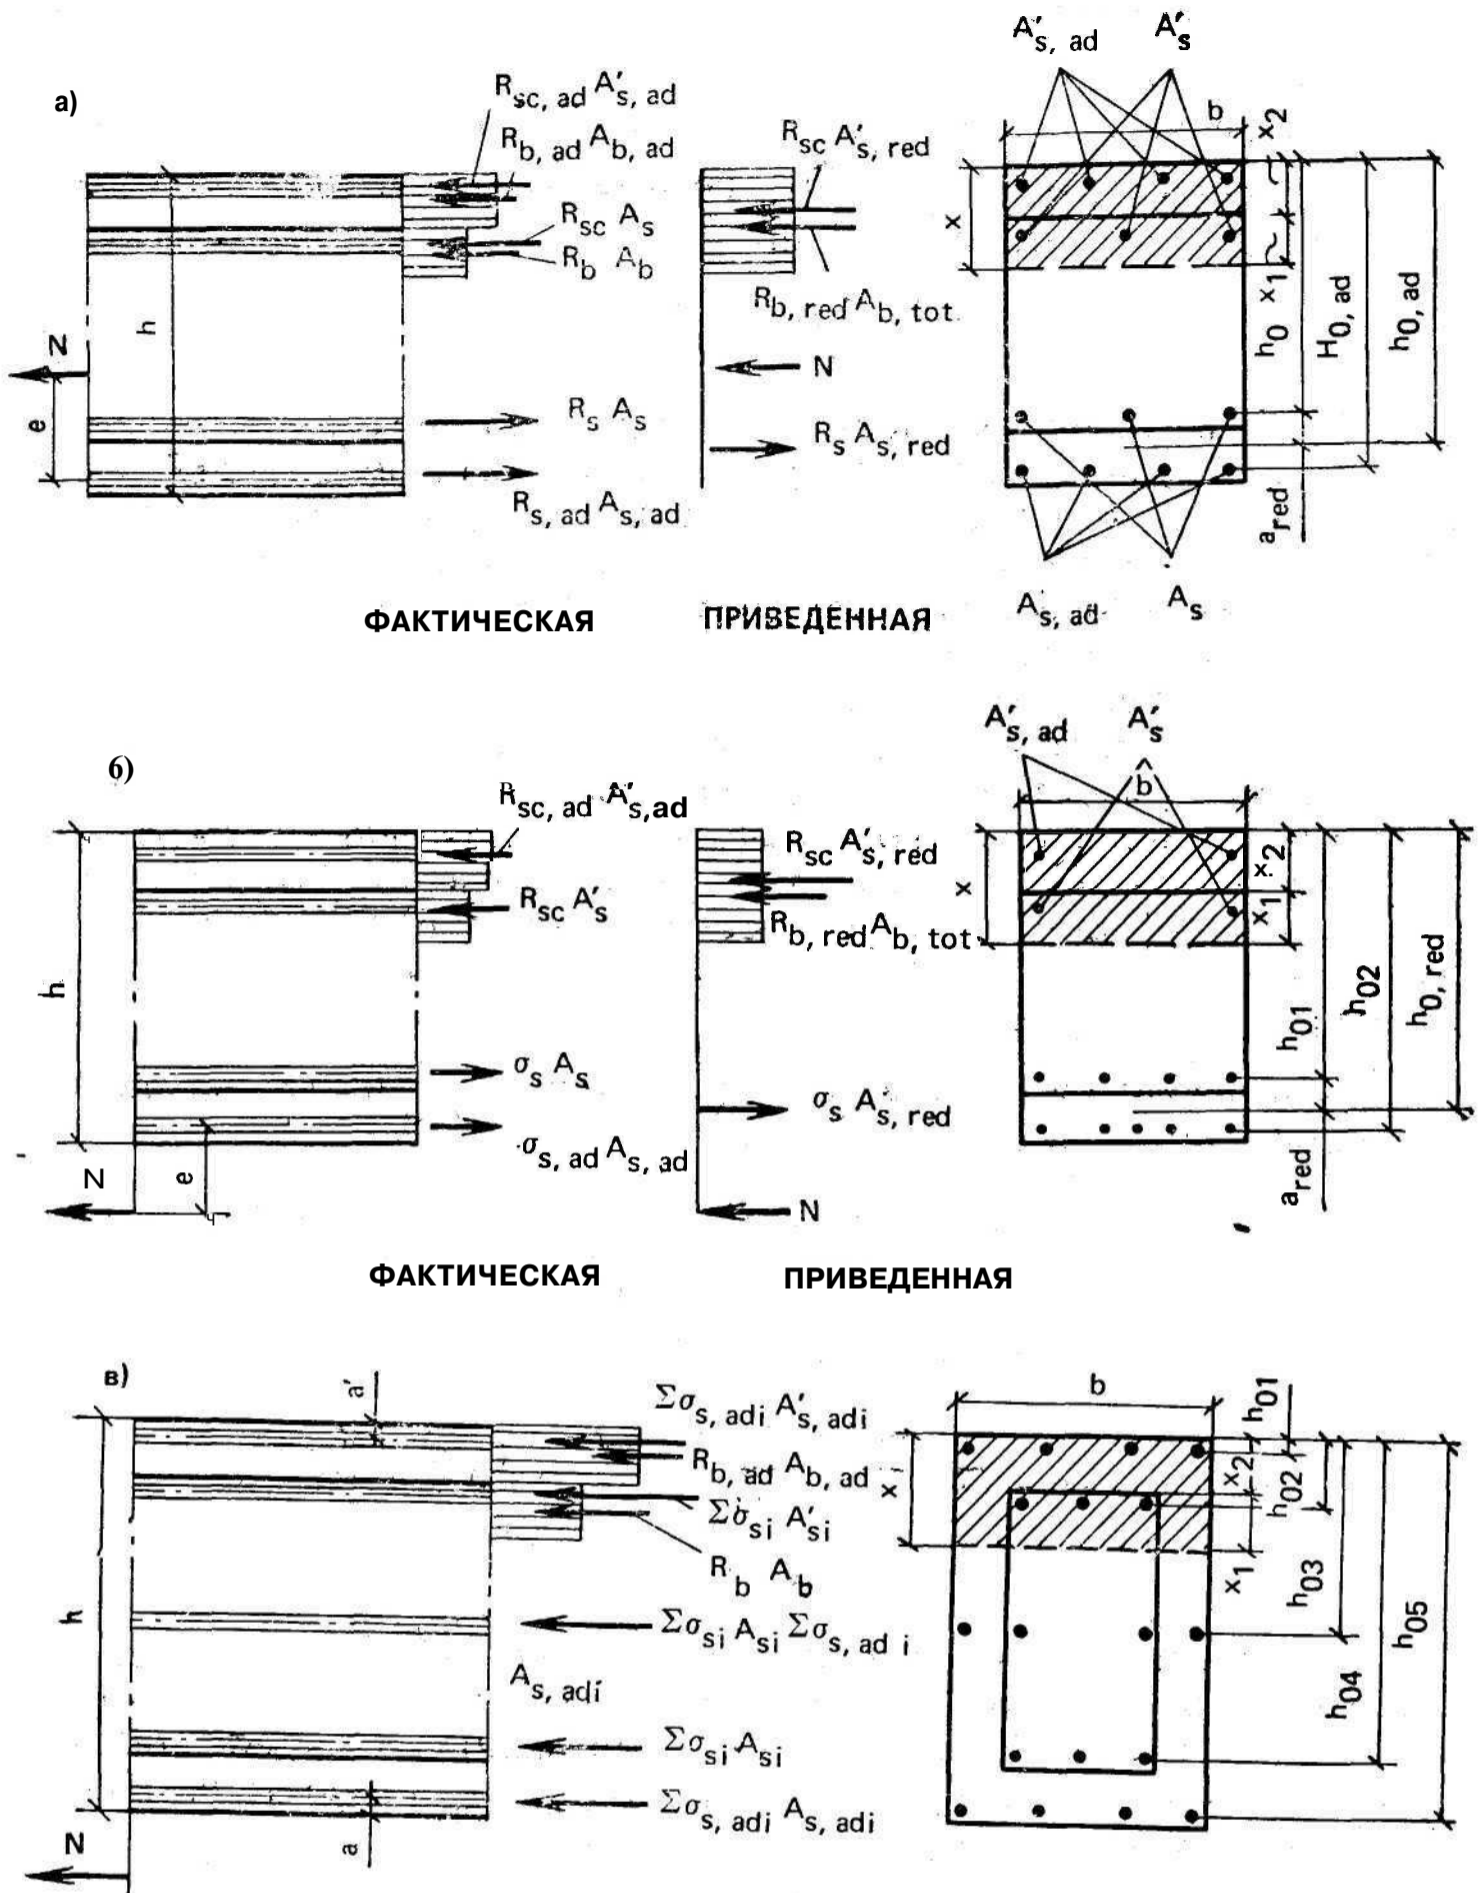 а)
R_sc, ad A'_s, ad
R_b, ad A_b, ad
R_sc A_s
R_b A_b
h
N
e
R_s A_s
R_s, ad A_s, ad
R_sc A'_s, red
R_b, red A_b, tot
N
R_s A_s, red
A'_s, ad A'_s
b
x_2
x
x_1
h_0
H_0, ad
h_0, ad
a_red
A_s, ad A_s
ФАКТИЧЕСКАЯ ПРИВЕДЕННАЯ
б)
R_sc, ad A'_s, ad
R_sc A'_s
h
σ_s A_s
σ_s, ad A_s, ad
N
e
R_sc A'_s, red
R_b, red A_b, tot
σ_s A_s, red
N
A'_s, ad A'_s
b
x
x_2
x_1
h_01
h_02
h_0, red
a_red
ФАКТИЧЕСКАЯ ПРИВЕДЕННАЯ
в)
a'
Σσ_s, adi A'_s, adi
R_b, ad A_b, ad
Σσ_si A'_si
R_b A_b
h
Σσ_si A_si Σσ_s, ad i
A_s, adi
Σσ_si A_si
Σσ_s, adi A_s, adi
a
N
b
h_01
x
x_2
h_02
x_1
h_03
h_04
h_05